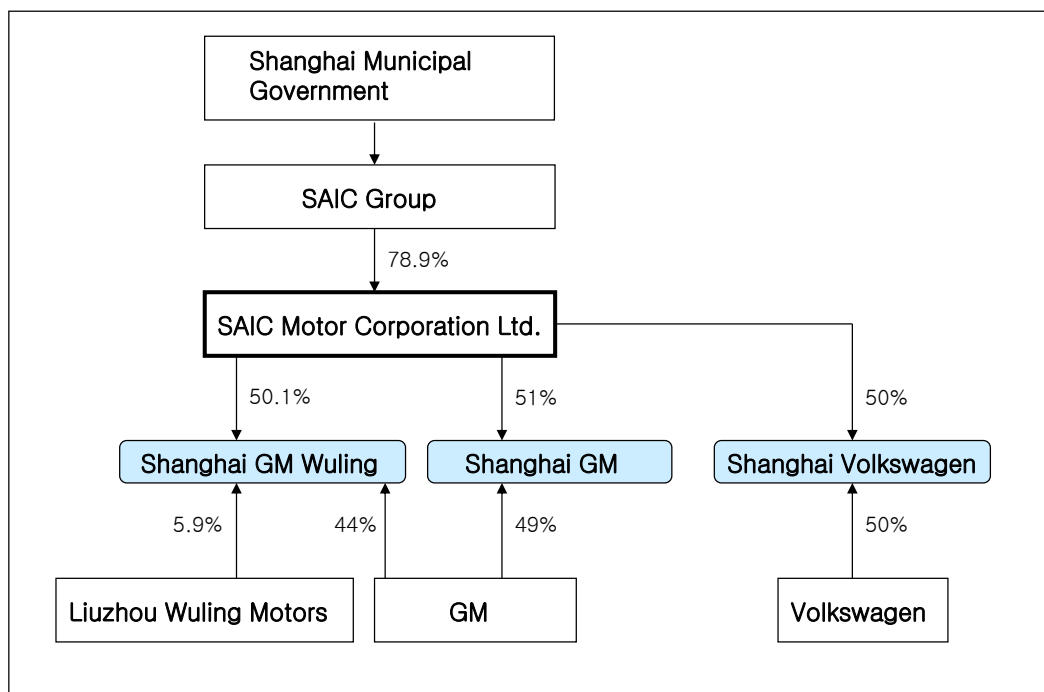 Shanghai Municipal
Government
SAIC Group
78.9%
SAIC Motor Corporation Ltd.
50.1%
51%
50%
Shanghai GM Wuling
Shanghai GM
Shanghai Volkswagen
5.9%
44%
49%
50%
Liuzhou Wuling Motors
GM
Volkswagen